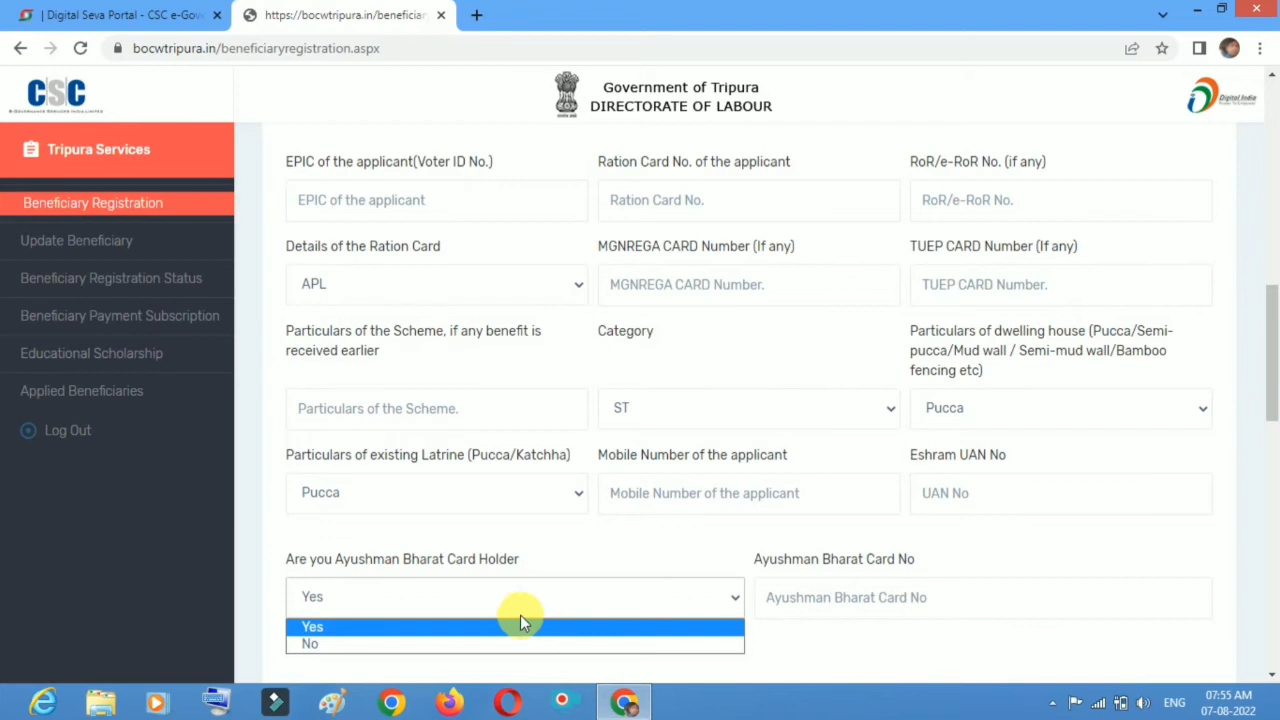 | Digital Seva Portal - CSC e-Gov
https://bocwtripura.in/beneficiar
bocwtripura.in/beneficiaryregistration.aspx
CSC
E-GOVERNANCE SERVICES INDIA LIMITED
Government of Tripura
DIRECTORATE OF LABOUR
Digital India
Tripura Services
Beneficiary Registration
Update Beneficiary
Beneficiary Registration Status
Beneficiary Payment Subscription
Educational Scholarship
Applied Beneficiaries
Log Out
EPIC of the applicant(Voter ID No.)
Ration Card No. of the applicant
RoR/e-RoR No. (if any)
EPIC of the applicant
Ration Card No.
RoR/e-RoR No.
Details of the Ration Card
MGNREGA CARD Number (If any)
TUEP CARD Number (If any)
APL
MGNREGA CARD Number.
TUEP CARD Number.
Particulars of the Scheme, if any benefit is
received earlier
Category
Particulars of dwelling house (Pucca/Semi-
pucca/Mud wall / Semi-mud wall/Bamboo
fencing etc)
Particulars of the Scheme.
ST
Pucca
Particulars of existing Latrine (Pucca/Katchha)
Mobile Number of the applicant
Eshram UAN No
Pucca
Mobile Number of the applicant
UAN No
Are you Ayushman Bharat Card Holder
Ayushman Bharat Card No
Yes
Ayushman Bharat Card No
Yes
No
ENG
07:55 AM
07-08-2022